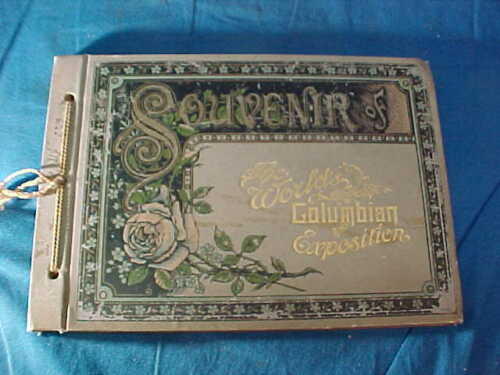 SOUVENIR OF
The
World's
Columbian
Exposition